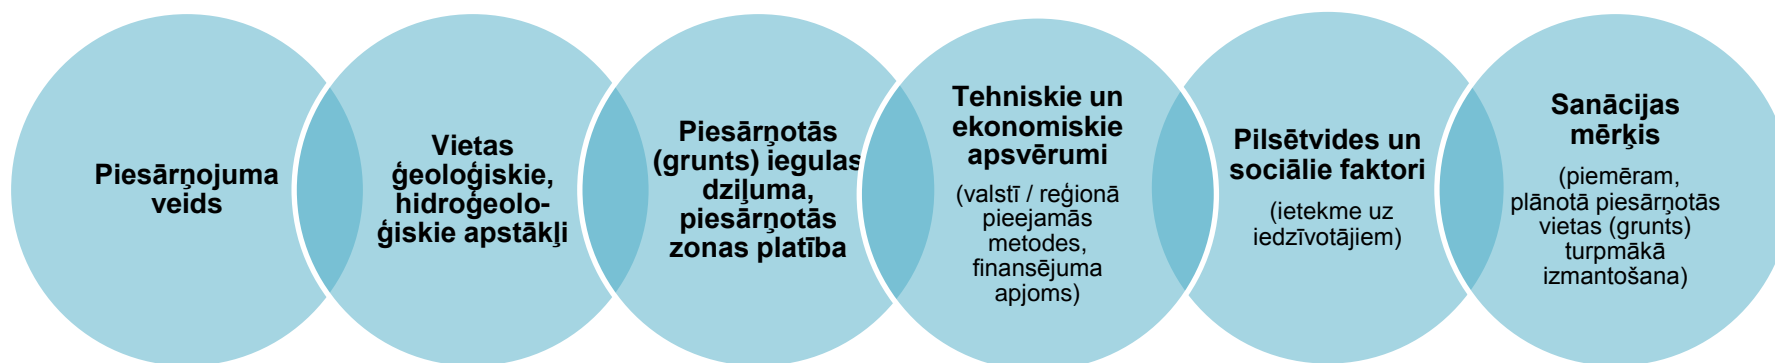 Piesārņojuma
veids
Vietas
ģeoloģiskie,
hidroģeolo-
ģiskie apstākļi
Piesārņotās
(grunts) iegulas
dziļuma,
piesārņotās
zonas platība
Tehniskie un
ekonomiskie
apsvērumi
(valstī / reģionā
pieejamās
metodes,
finansējuma
apjoms)
Pilsētvides un
sociālie faktori
(ietekme uz
iedzīvotājiem)
Sanācijas
mērķis
(piemēram,
plānotā piesārņotās
vietas (grunts)
turpmākā
izmantošana)